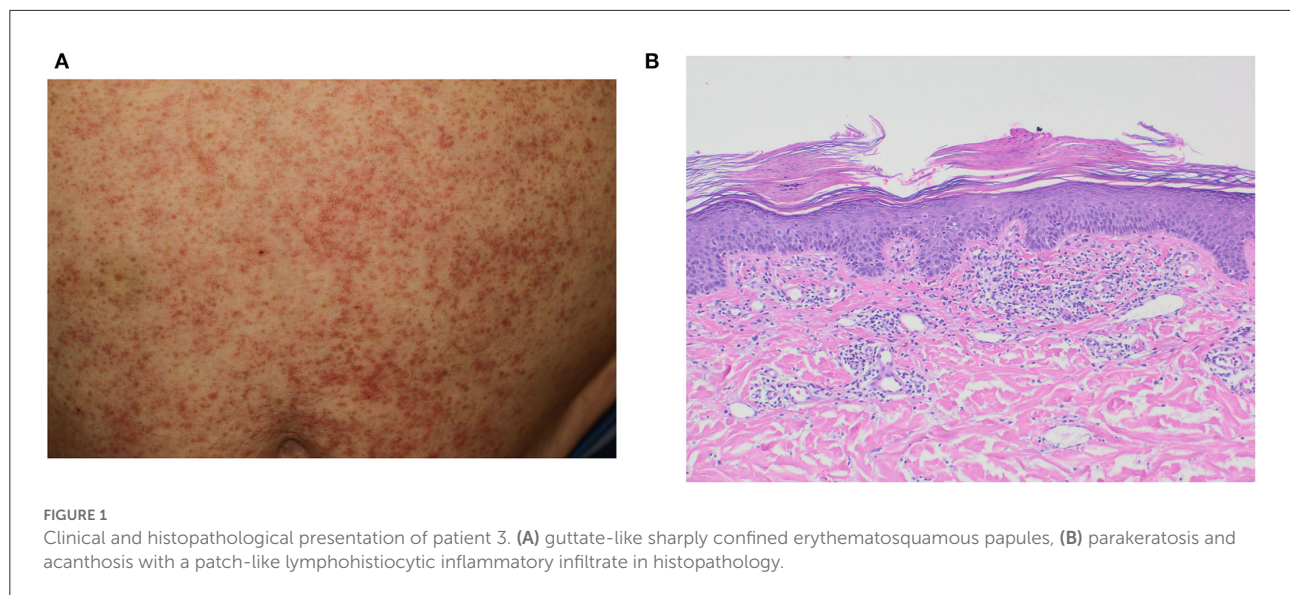 A
B
FIGURE 1
Clinical and histopathological presentation of patient 3. (A) guttate-like sharply confined erythematosquamous papules, (B) parakeratosis and
acanthosis with a patch-like lymphohistiocytic inflammatory infiltrate in histopathology.